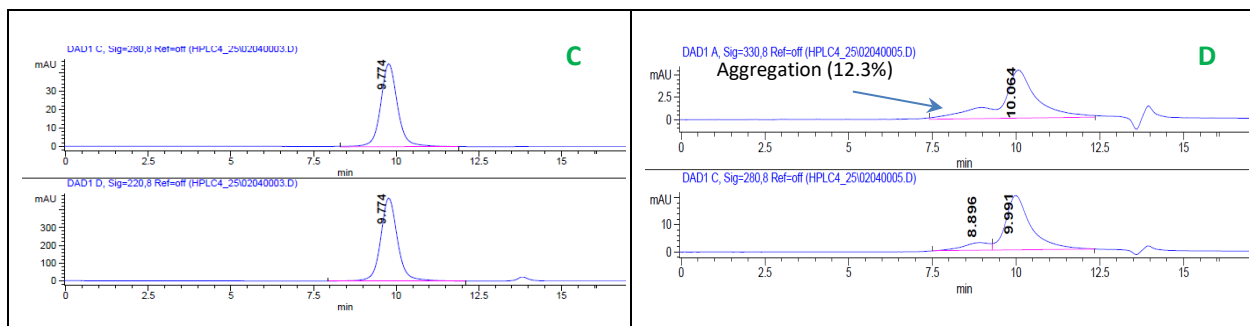 DAD1 C, Sig=280,8 Ref=off (HPLC4_25\02040003.D)
C
mAU
9.774
40
30
20
10
0
0 2.5 5 7.5 10 12.5 15
min
DAD1 D, Sig=220,8 Ref=off (HPLC4_25\02040003.D)
mAU
9.774
300
200
100
0
0 2.5 5 7.5 10 12.5 15
min
DAD1 A, Sig=330,8 Ref=off (HPLC4_25\02040005.D)
D
mAU
Aggregation (12.3%)
10.064
2.5
0
0 2.5 5 7.5 10 12.5 15
min
DAD1 C, Sig=280,8 Ref=off (HPLC4_25\02040005.D)
mAU
8.896
9.991
10
0
0 2.5 5 7.5 10 12.5 15
min